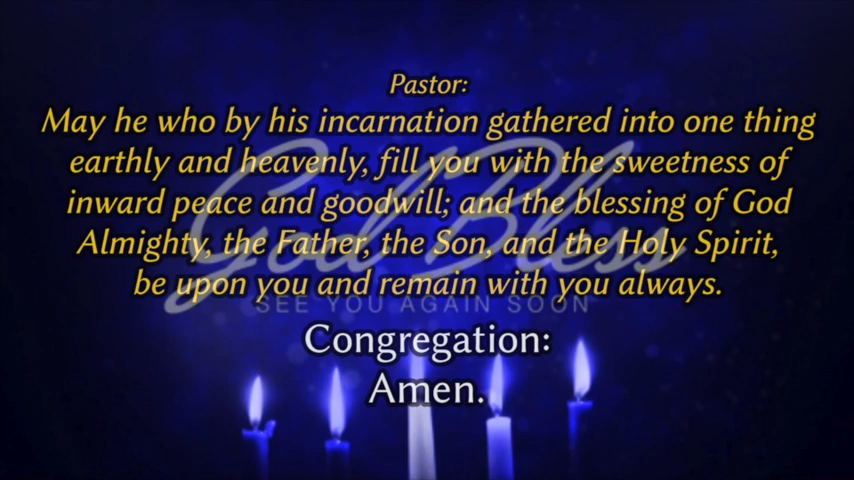 Pastor:
May he who by his incarnation gathered into one thing
earthly and heavenly, fill you with the sweetness of
inward peace and goodwill; and the blessing of God
Almighty, the Father, the Son, and the Holy Spirit,
be upon you and remain with you always.
God Bless
SEE YOU AGAIN SOON
Congregation:
Amen.